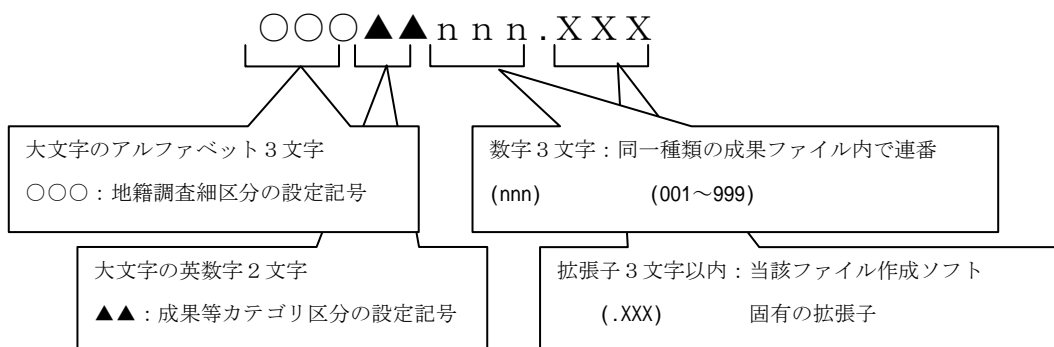 ○○○▲▲ｎｎｎ.ＸＸＸ
大文字のアルファベット３文字
○○○：地籍調査細区分の設定記号
数字３文字：同一種類の成果ファイル内で連番
(nnn) (001～999)
大文字の英数字２文字
▲▲：成果等カテゴリ区分の設定記号
拡張子３文字以内：当該ファイル作成ソフト
(.XXX) 固有の拡張子